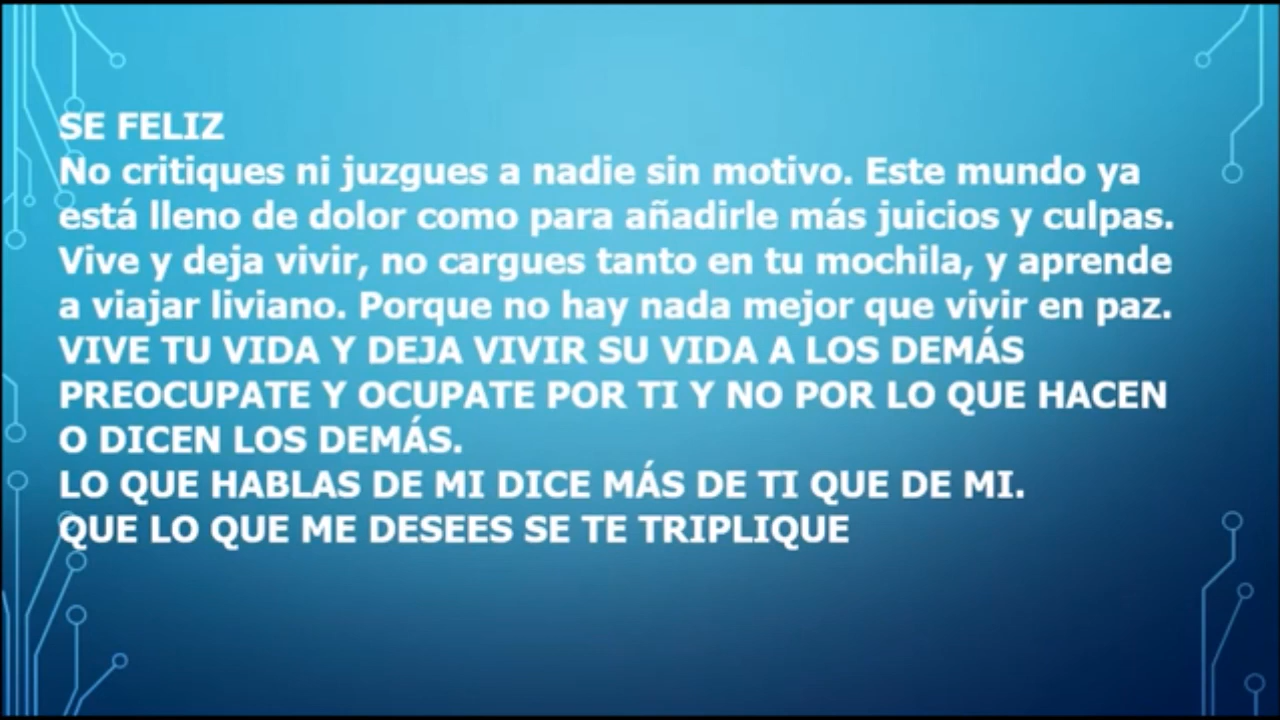 SE FELIZ
No critiques ni juzgues a nadie sin motivo. Este mundo ya
está lleno de dolor como para añadirle más juicios y culpas.
Vive y deja vivir, no cargues tanto en tu mochila, y aprende
a viajar liviano. Porque no hay nada mejor que vivir en paz.
VIVE TU VIDA Y DEJA VIVIR SU VIDA A LOS DEMÁS
PREOCUPATE Y OCUPATE POR TI Y NO POR LO QUE HACEN
O DICEN LOS DEMÁS.
LO QUE HABLAS DE MI DICE MÁS DE TI QUE DE MI.
QUE LO QUE ME DESEES SE TE TRIPLIQUE